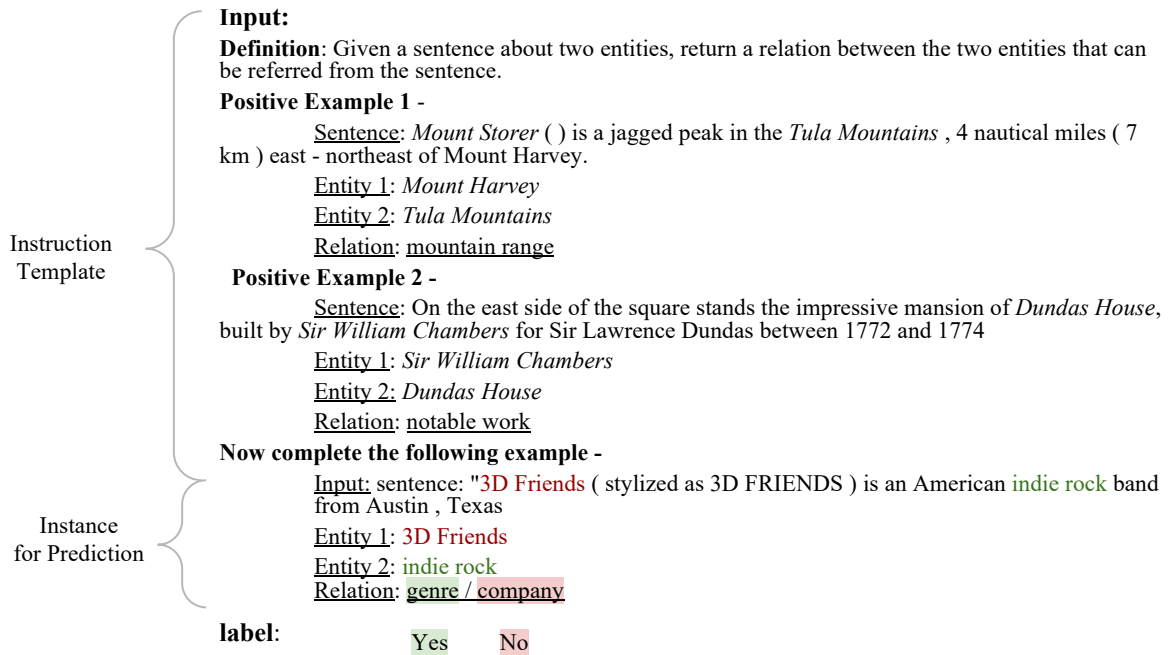 Input:
Definition: Given a sentence about two entities, return a relation between the two entities that can
be referred from the sentence.
Positive Example 1 -
Sentence: Mount Storer ( ) is a jagged peak in the Tula Mountains , 4 nautical miles ( 7
km ) east - northeast of Mount Harvey.
Entity 1: Mount Harvey
Entity 2: Tula Mountains
Relation: mountain range
Instruction
Template
Positive Example 2 -
Sentence: On the east side of the square stands the impressive mansion of Dundas House,
built by Sir William Chambers for Sir Lawrence Dundas between 1772 and 1774
Entity 1: Sir William Chambers
Entity 2: Dundas House
Relation: notable work
Now complete the following example -
Input: sentence: "3D Friends ( stylized as 3D FRIENDS ) is an American indie rock band
from Austin , Texas
Instance
for Prediction
Entity 1: 3D Friends
Entity 2: indie rock
Relation: genre / company
label: Yes No